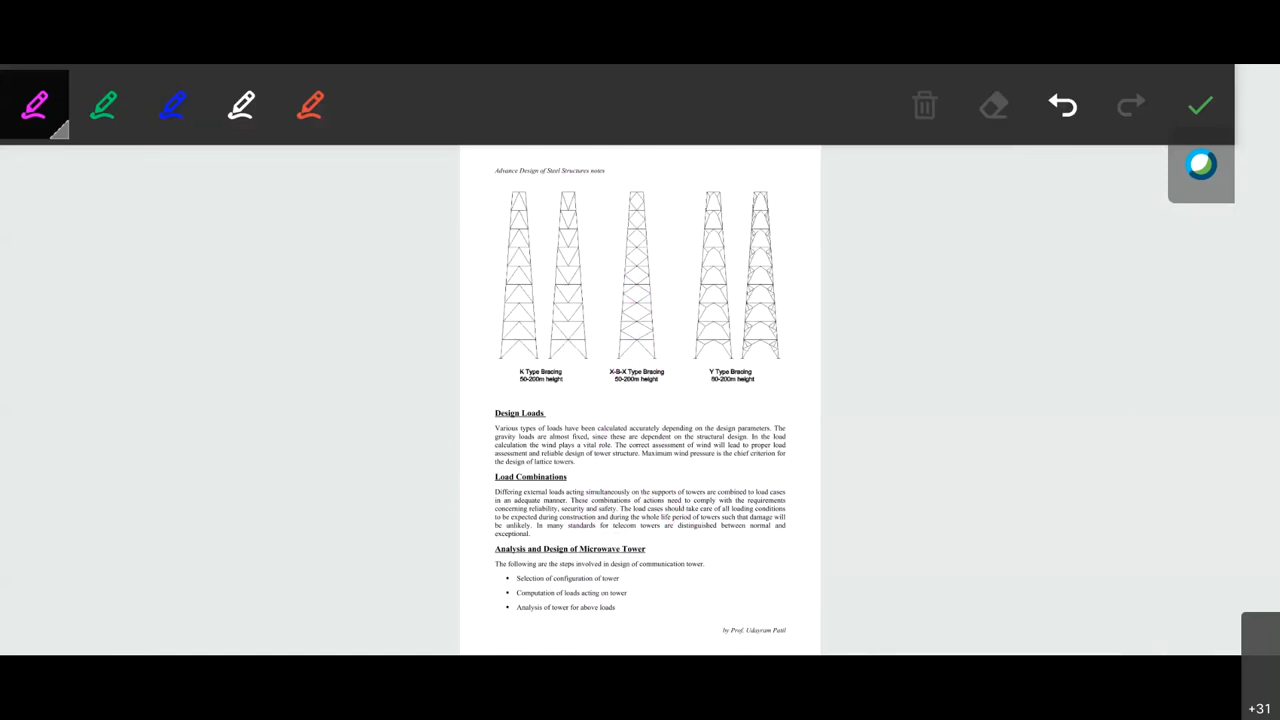 Advance Design of Steel Structures notes
K Type Bracing
50-200m height
X-B-X Type Bracing
50-200m height
Y Type Bracing
80-200m height
Design Loads
Various types of loads have been calculated accurately depending on the design parameters. The
gravity loads are almost fixed, since these are dependent on the structural design. In the load
calculation the wind plays a vital role. The correct assessment of wind will lead to proper load
assessment and reliable design of tower structure. Maximum wind pressure is the chief criterion for
the design of lattice towers.
Load Combinations
Differing external loads acting simultaneously on the supports of towers are combined to load cases
in an adequate manner. These combinations of actions need to comply with the requirements
concerning reliability, security and safety. The load cases should take care of all loading conditions
to be expected during construction and during the whole life period of towers such that damage will
be unlikely. In many standards for telecom towers are distinguished between normal and
exceptional.
Analysis and Design of Microwave Tower
The following are the steps involved in design of communication tower.
• Selection of configuration of tower
• Computation of loads acting on tower
• Analysis of tower for above loads
by Prof. Udayram Patil
+31